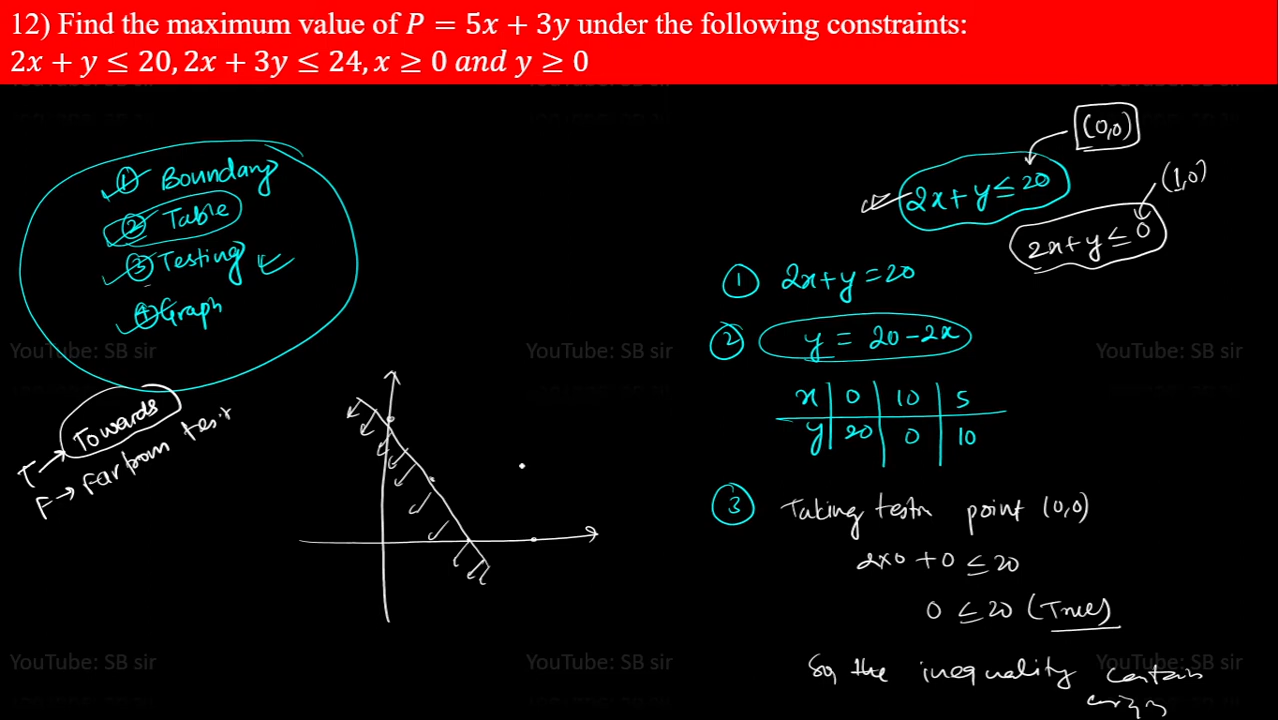 12) Find the maximum value of P = 5x + 3y under the following constraints:
2x + y ≤ 20, 2x + 3y ≤ 24, x ≥ 0 and y ≥ 0
① Boundary
② Table
③ Testing
④ Graph
Towards
T →
F → far from test
(0,0)
2x + y ≤ 20
(1,0)
2x + y ≤ 0
① 2x + y = 20
② y = 20 - 2x
x | 0 | 10 | 5
y | 20 | 0 | 10
③ Taking point (0,0)
2×0 + 0 ≤ 20
0 ≤ 20 (True)
So, the inequality contain
origin
YouTube: SB sir
YouTube: SB sir
YouTube: SB sir
YouTube: SB sir
YouTube: SB sir
YouTube: SB sir